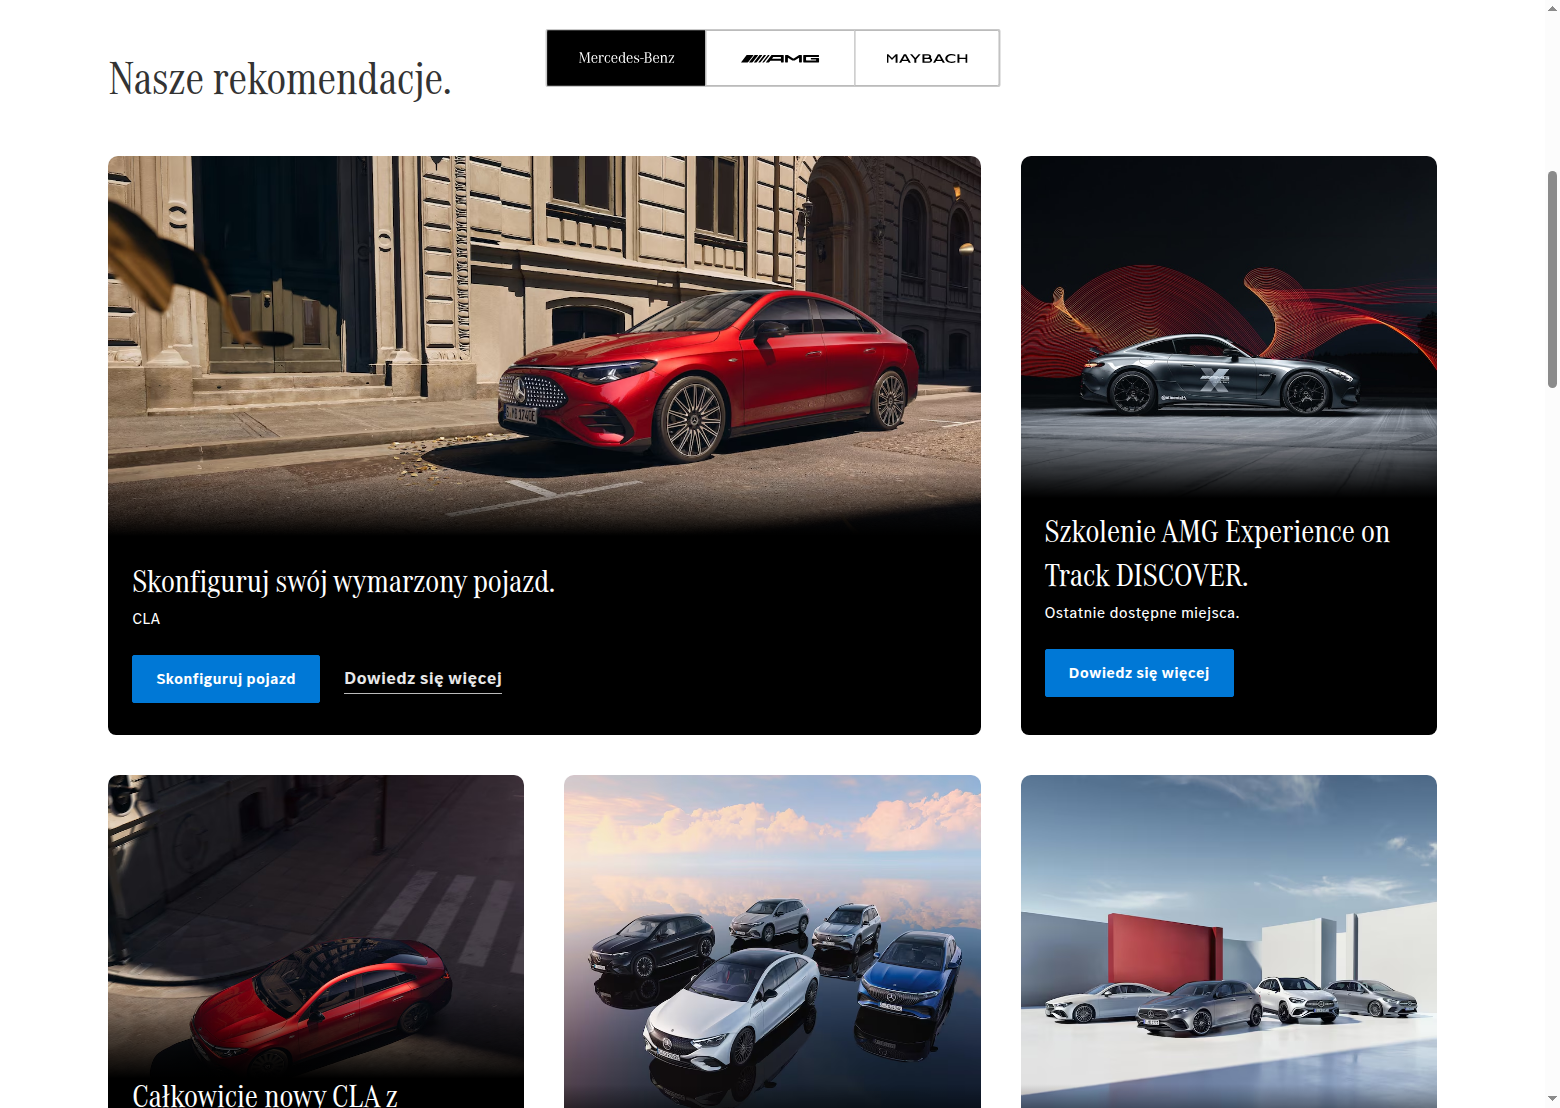 Nasze rekomendacje.
Mercedes-Benz
AMG
MAYBACH
Skonfiguruj swój wymarzony pojazd.
CLA
Skonfiguruj pojazd
Dowiedz się więcej
Szkolenie AMG Experience on
Track DISCOVER.
Ostatnie dostępne miejsca.
Dowiedz się więcej
Całkowicie nowy CLA z